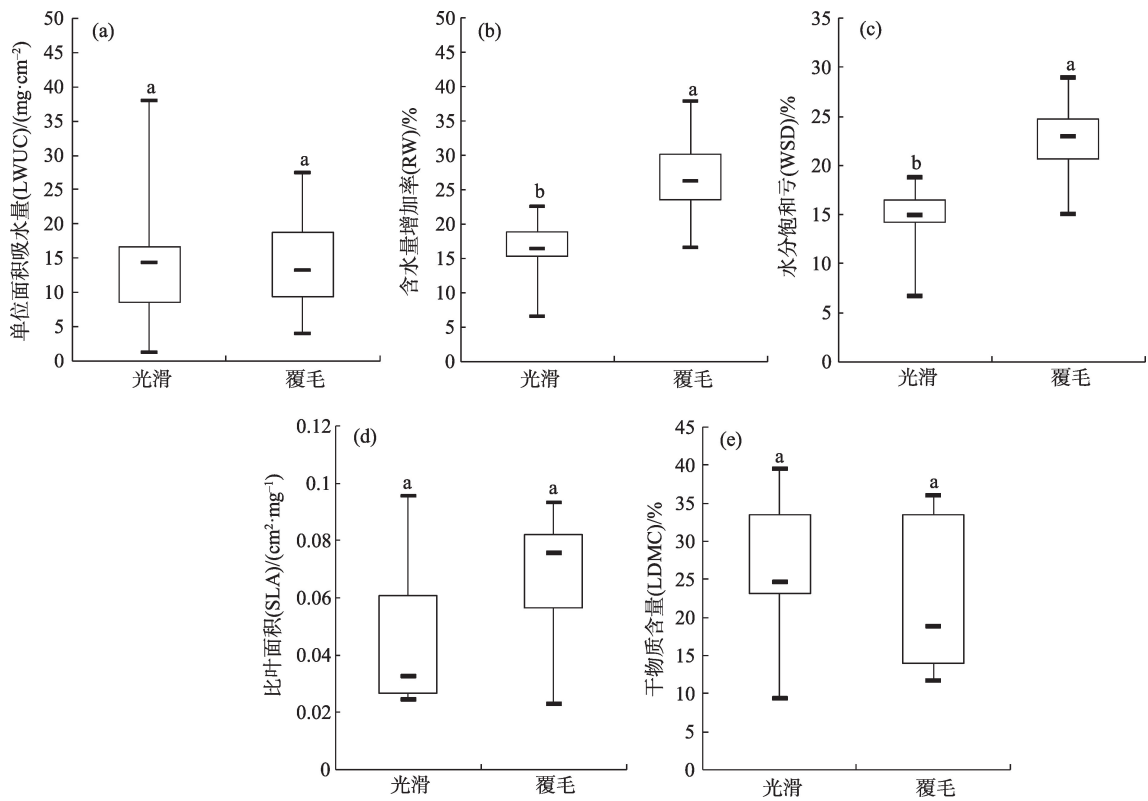 (a)
单位面积吸水量(LWUC)/(mg·cm⁻²)
50
45
40
35
30
25
20
15
10
5
0
a
a
光滑
覆毛
(b)
含水量增加率(RW)/%
50
45
40
35
30
25
20
15
10
5
0
b
a
光滑
覆毛
(c)
水分饱和亏(WSD)/%
35
30
25
20
15
10
5
0
b
a
光滑
覆毛
(d)
比叶面积(SLA)/(cm²·mg⁻¹)
0.12
0.1
0.08
0.06
0.04
0.02
0
a
a
光滑
覆毛
(e)
干物质含量(LDMC)/%
45
40
35
30
25
20
15
10
5
0
a
a
光滑
覆毛